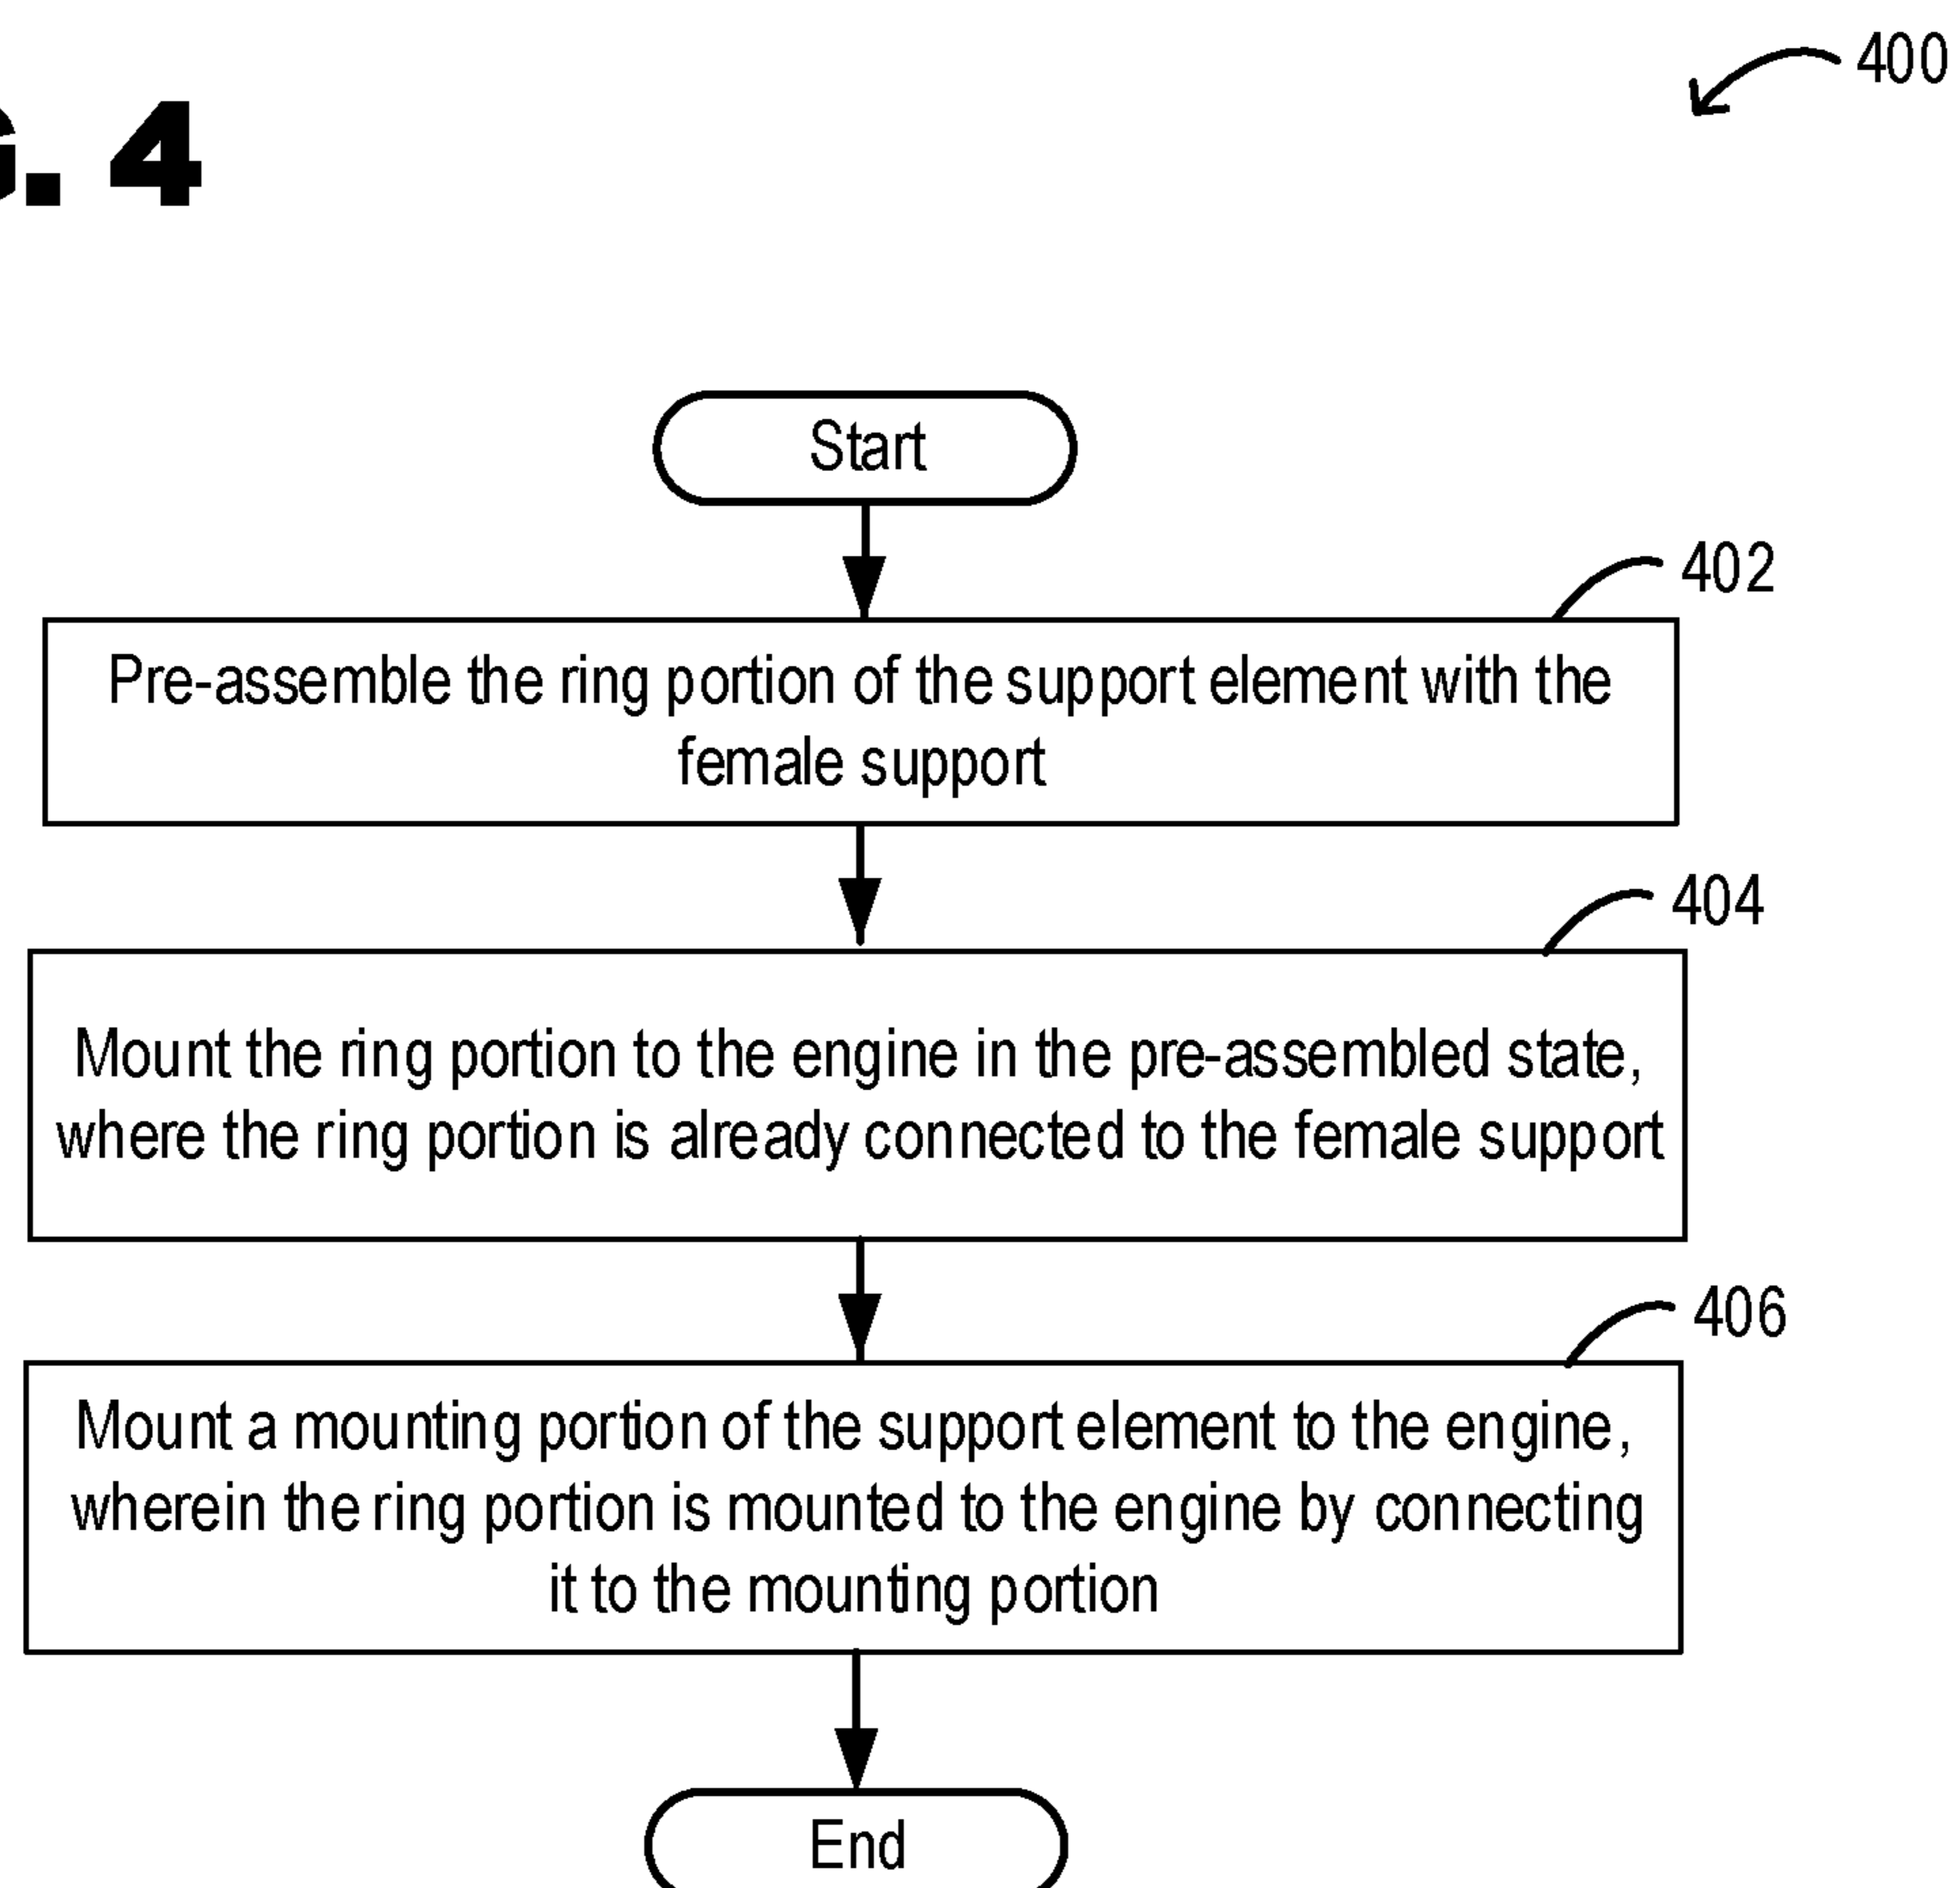 400
G. 4
Start
402
Pre-assemble the ring portion of the support element with the
female support
404
Mount the ring portion to the engine in the pre-assembled state,
where the ring portion is already connected to the female support
406
Mount a mounting portion of the support element to the engine,
wherein the ring portion is mounted to the engine by connecting
it to the mounting portion
End